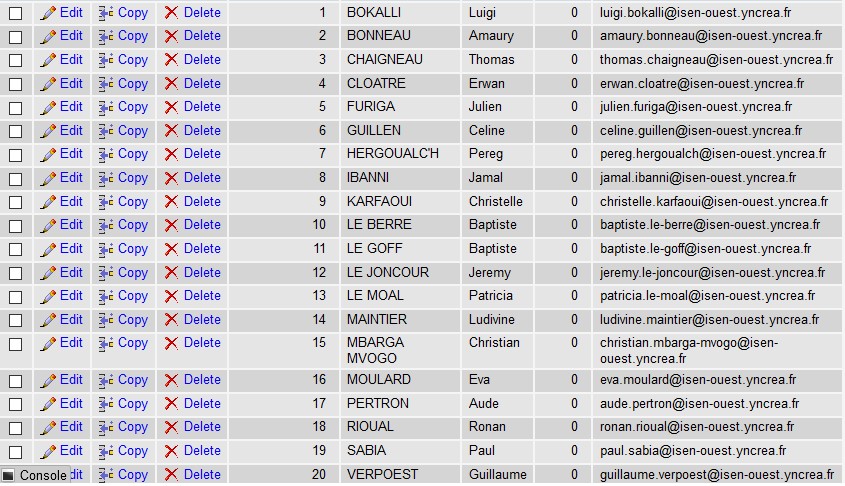 Edit Copy Delete 1 BOKALLI Luigi 0 luigi.bokalli@isen-ouest.yncrea.fr
Edit Copy Delete 2 BONNEAU Amaury 0 amaury.bonneau@isen-ouest.yncrea.fr
Edit Copy Delete 3 CHAIGNEAU Thomas 0 thomas.chaigneau@isen-ouest.yncrea.fr
Edit Copy Delete 4 CLOATRE Erwan 0 erwan.cloatre@isen-ouest.yncrea.fr
Edit Copy Delete 5 FURIGA Julien 0 julien.furiga@isen-ouest.yncrea.fr
Edit Copy Delete 6 GUILLEN Celine 0 celine.guillen@isen-ouest.yncrea.fr
Edit Copy Delete 7 HERGOUALC'H Pereg 0 pereg.hergoualch@isen-ouest.yncrea.fr
Edit Copy Delete 8 IBANNI Jamal 0 jamal.ibanni@isen-ouest.yncrea.fr
Edit Copy Delete 9 KARFAOUI Christelle 0 christelle.karfaoui@isen-ouest.yncrea.fr
Edit Copy Delete 10 LE BERRE Baptiste 0 baptiste.le-berre@isen-ouest.yncrea.fr
Edit Copy Delete 11 LE GOFF Baptiste 0 baptiste.le-goff@isen-ouest.yncrea.fr
Edit Copy Delete 12 LE JONCOUR Jeremy 0 jeremy.le-joncour@isen-ouest.yncrea.fr
Edit Copy Delete 13 LE MOAL Patricia 0 patricia.le-moal@isen-ouest.yncrea.fr
Edit Copy Delete 14 MAINTIER Ludivine 0 ludivine.maintier@isen-ouest.yncrea.fr
Edit Copy Delete 15 MBARGA Christian 0 christian.mbarga-mvogo@isen-
MVOGO ouest.yncrea.fr
Edit Copy Delete 16 MOULARD Eva 0 eva.moulard@isen-ouest.yncrea.fr
Edit Copy Delete 17 PERTRON Aude 0 aude.pertron@isen-ouest.yncrea.fr
Edit Copy Delete 18 RIOUAL Ronan 0 ronan.rioual@isen-ouest.yncrea.fr
Edit Copy Delete 19 SABIA Paul 0 paul.sabia@isen-ouest.yncrea.fr
Console dit Copy Delete 20 VERPOEST Guillaume 0 guillaume.verpoest@isen-ouest.yncrea.fr